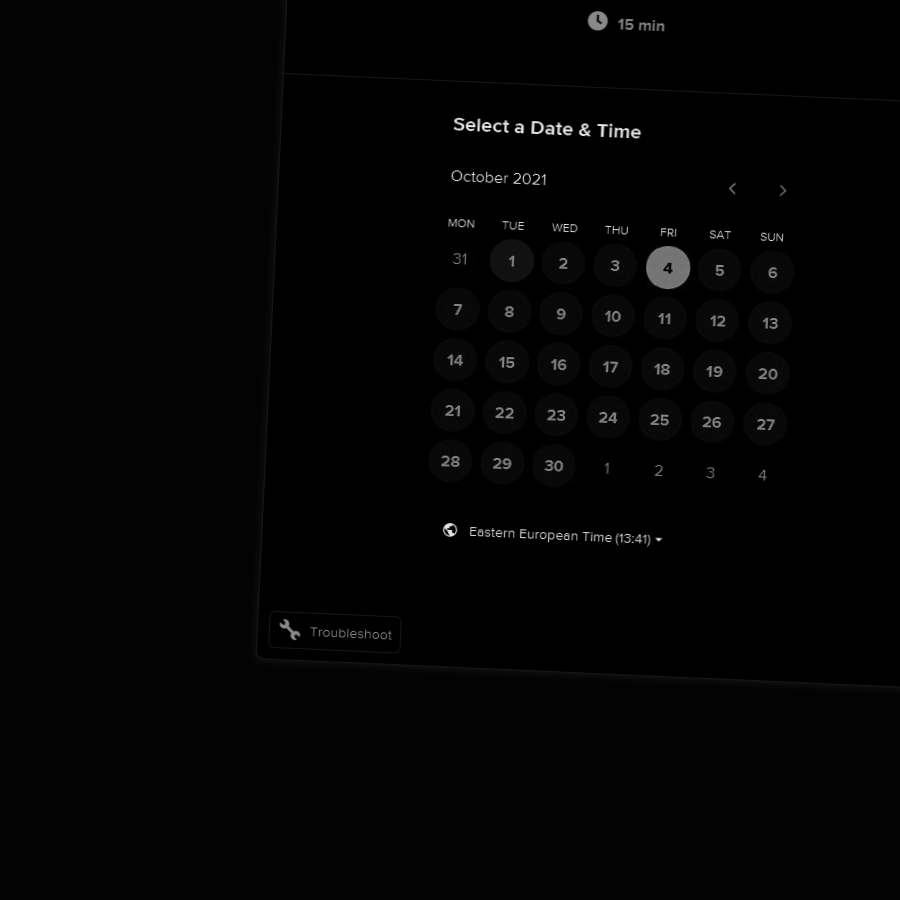 15 min
Select a Date & Time
October 2021
MON TUE WED THU FRI SAT SUN
31 1 2 3 4 5 6
7 8 9 10 11 12 13
14 15 16 17 18 19 20
21 22 23 24 25 26 27
28 29 30 1 2 3 4
Eastern European Time (13:41)
Troubleshoot